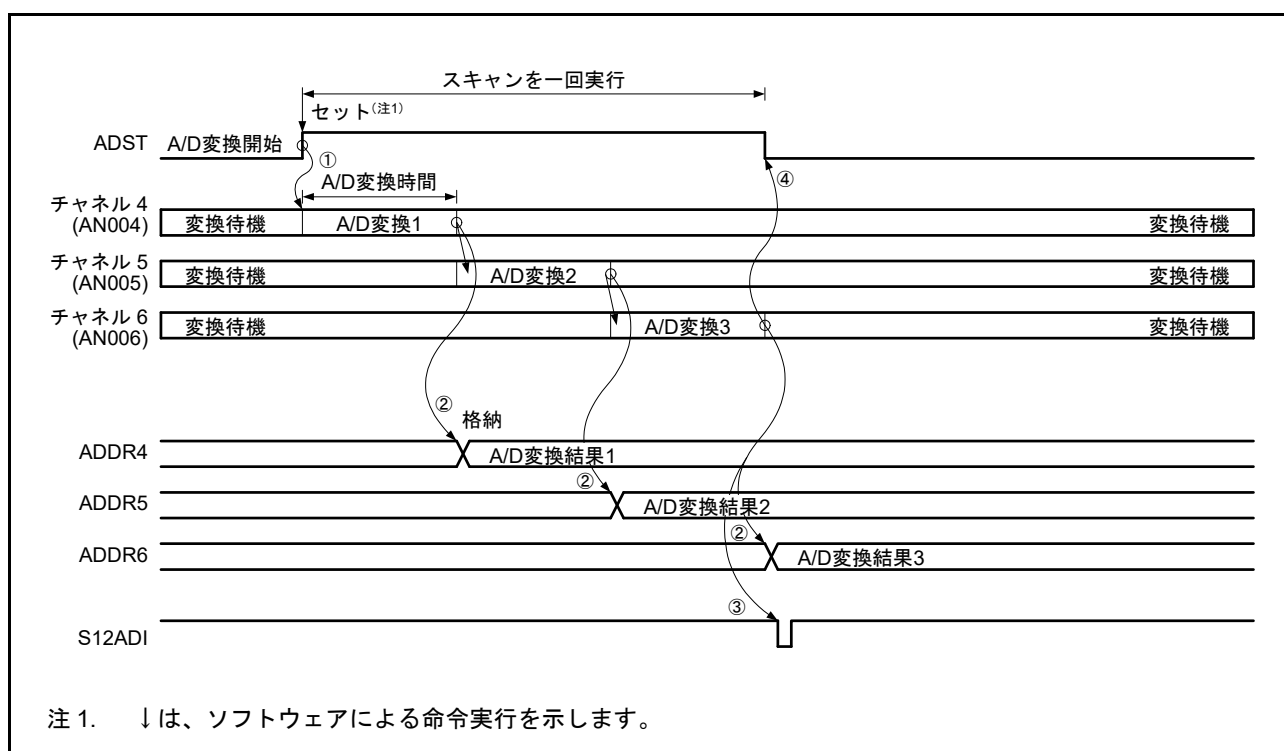 スキャンを一回実行
セット(注1)
ADST A/D変換開始
①
A/D変換時間
④
チャネル 4
(AN004) 変換待機 A/D変換1 変換待機
チャネル 5
(AN005) 変換待機 A/D変換2 変換待機
チャネル 6
(AN006) 変換待機 A/D変換3 変換待機
② 格納
ADDR4 A/D変換結果1
②
ADDR5 A/D変換結果2
②
ADDR6 A/D変換結果3
③
S12ADI
注 1. ↓は、ソフトウェアによる命令実行を示します。